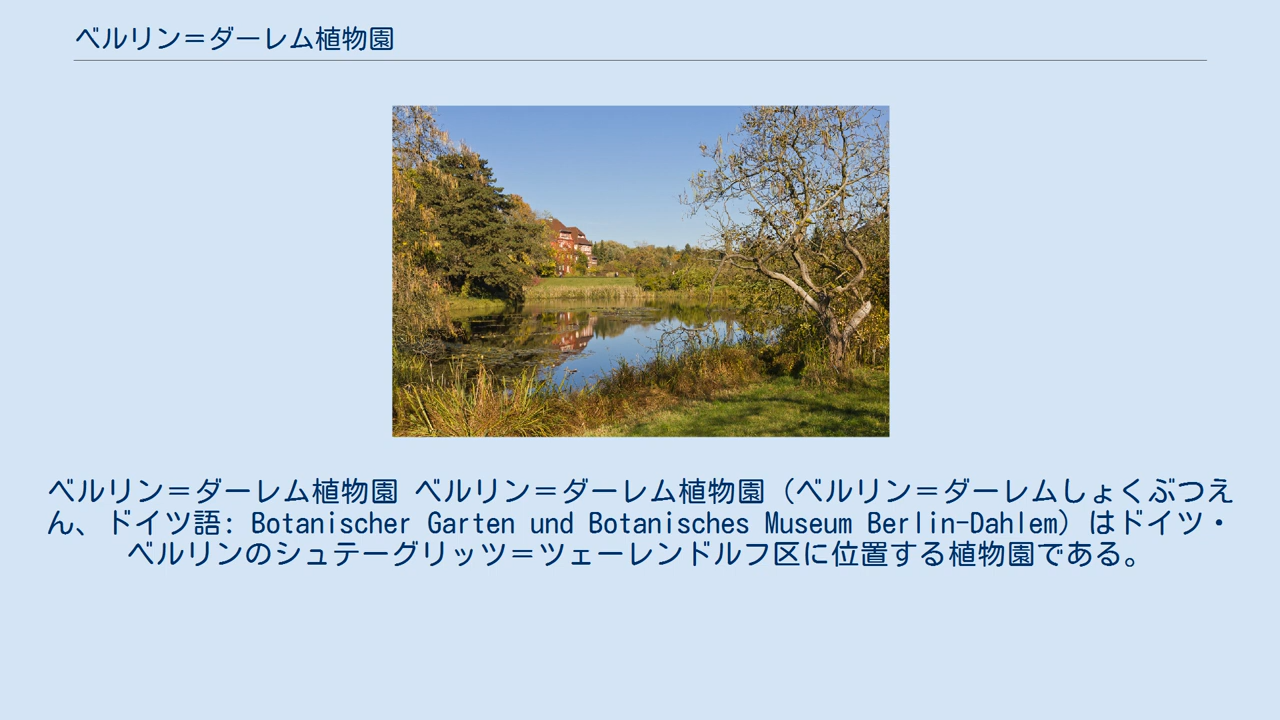 ベルリン＝ダーレム植物園
ベルリン＝ダーレム植物園 ベルリン＝ダーレム植物園（ベルリン＝ダーレムしょくぶつえ
ん、ドイツ語: Botanischer Garten und Botanisches Museum Berlin-Dahlem）はドイツ・
ベルリンのシュテーグリッツ＝ツェーレンドルフ区に位置する植物園である。